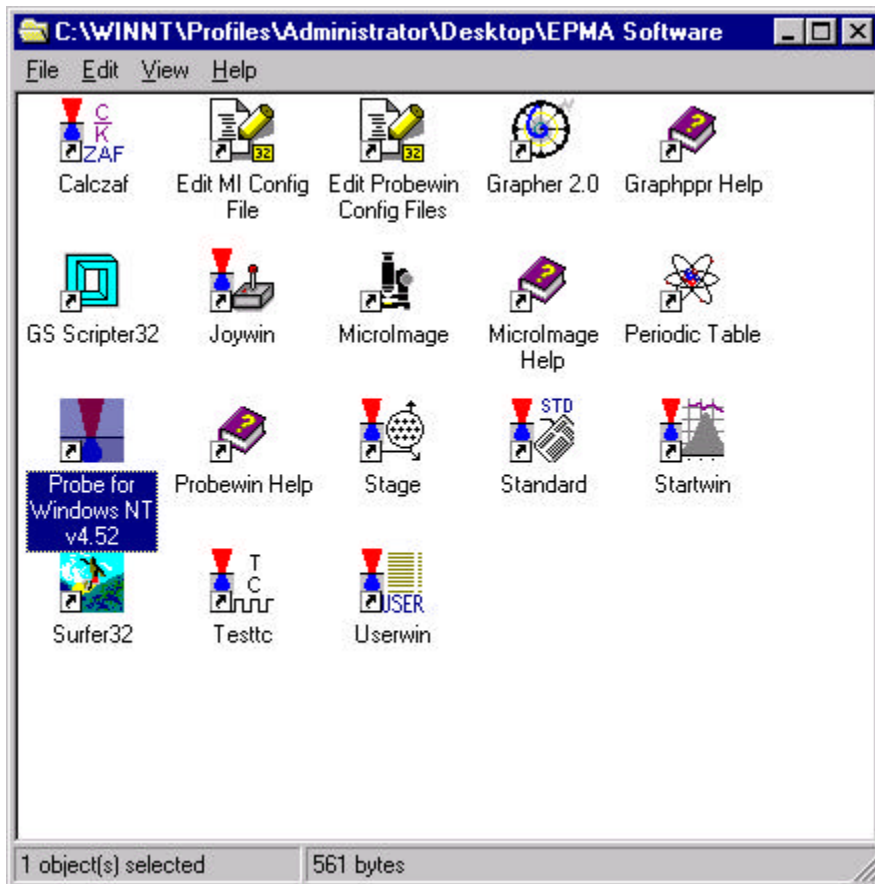 C:\WINNT\Profiles\Administrator\Desktop\EPMA Software
File Edit View Help
C
K
ZAF
Calczaf
32
Edit MI Config
File
32
Edit Probewin
Config Files
Grapher 2.0
?
Graphppr Help
GS Scripter32
Joywin
MicroImage
?
MicroImage
Help
Periodic Table
Probe for
Windows NT
v4.52
?
Probewin Help
Stage
STD
Standard
Startwin
Surfer32
T
C
Testtc
USER
Userwin
1 object(s) selected
561 bytes